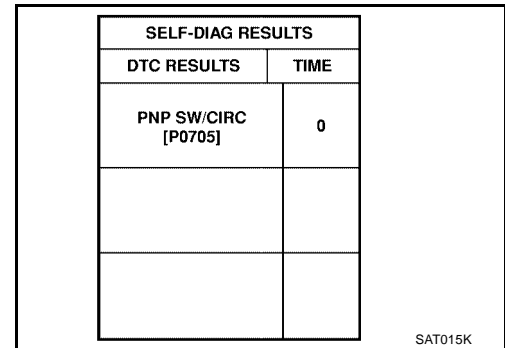 SELF-DIAG RESULTS
DTC RESULTS TIME
PNP SW/CIRC
[P0705]
0
SAT015K